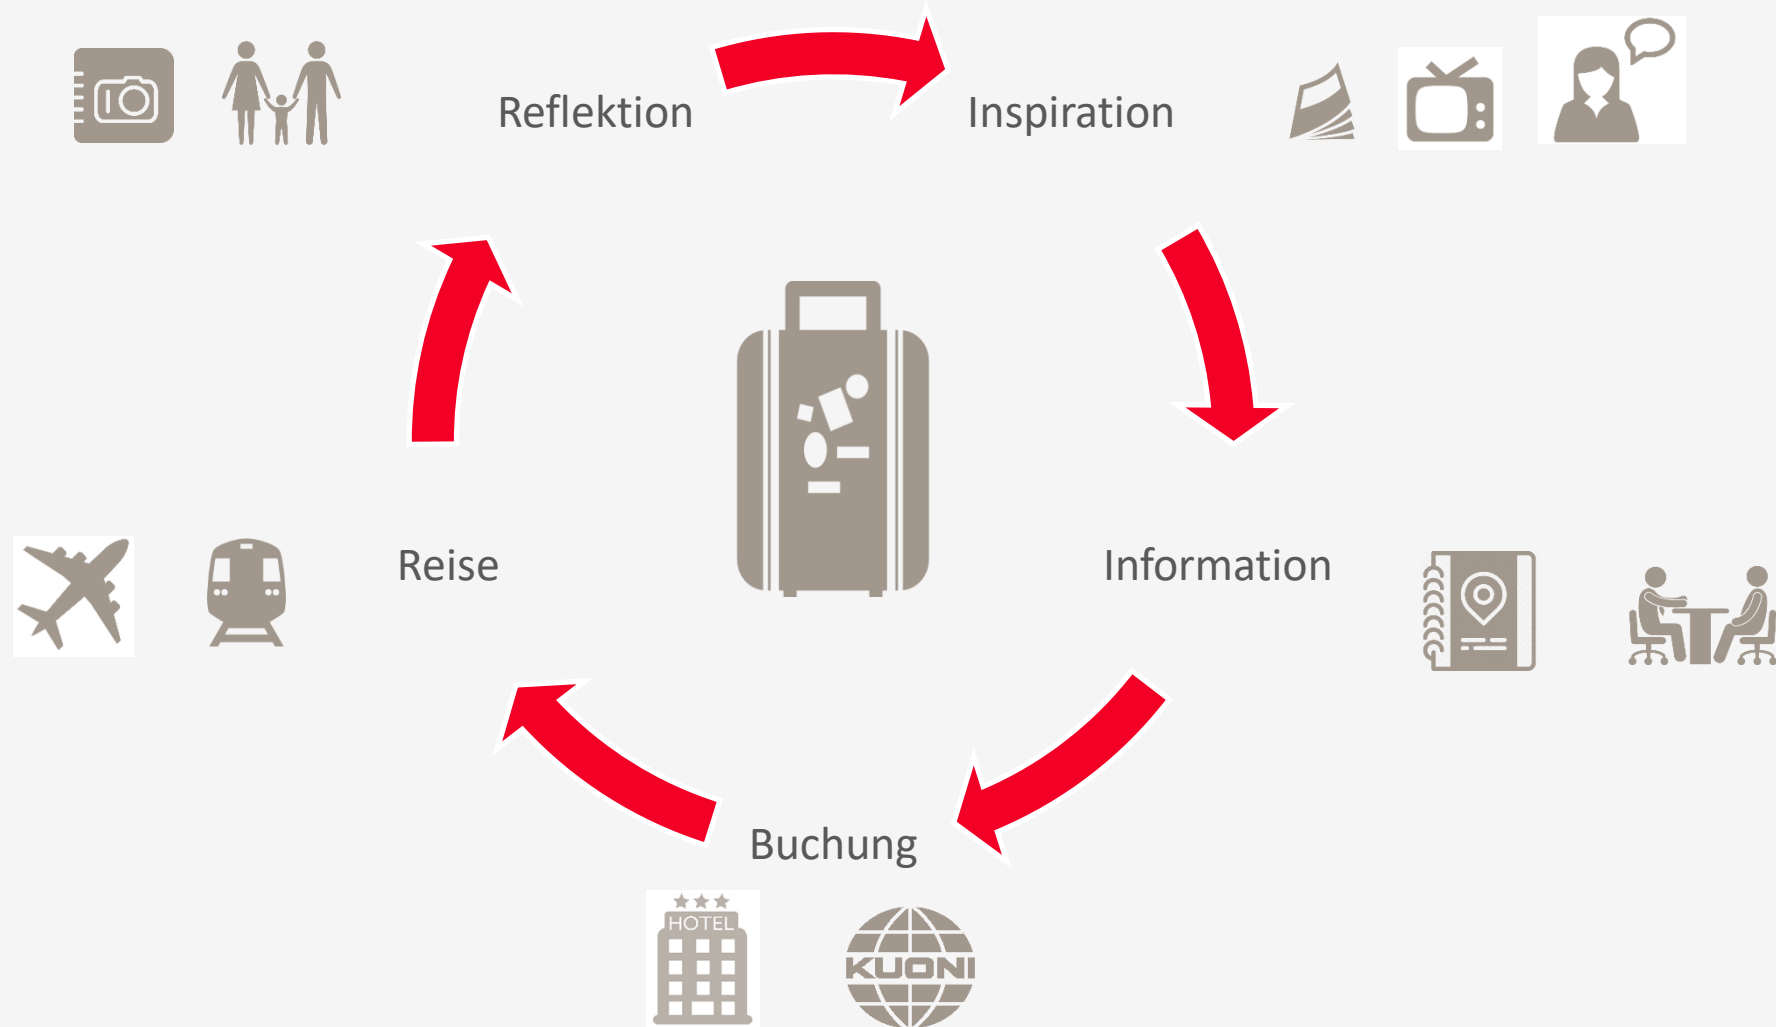 Reflektion
Inspiration
Reise
Information
Buchung
HOTEL
KUONI